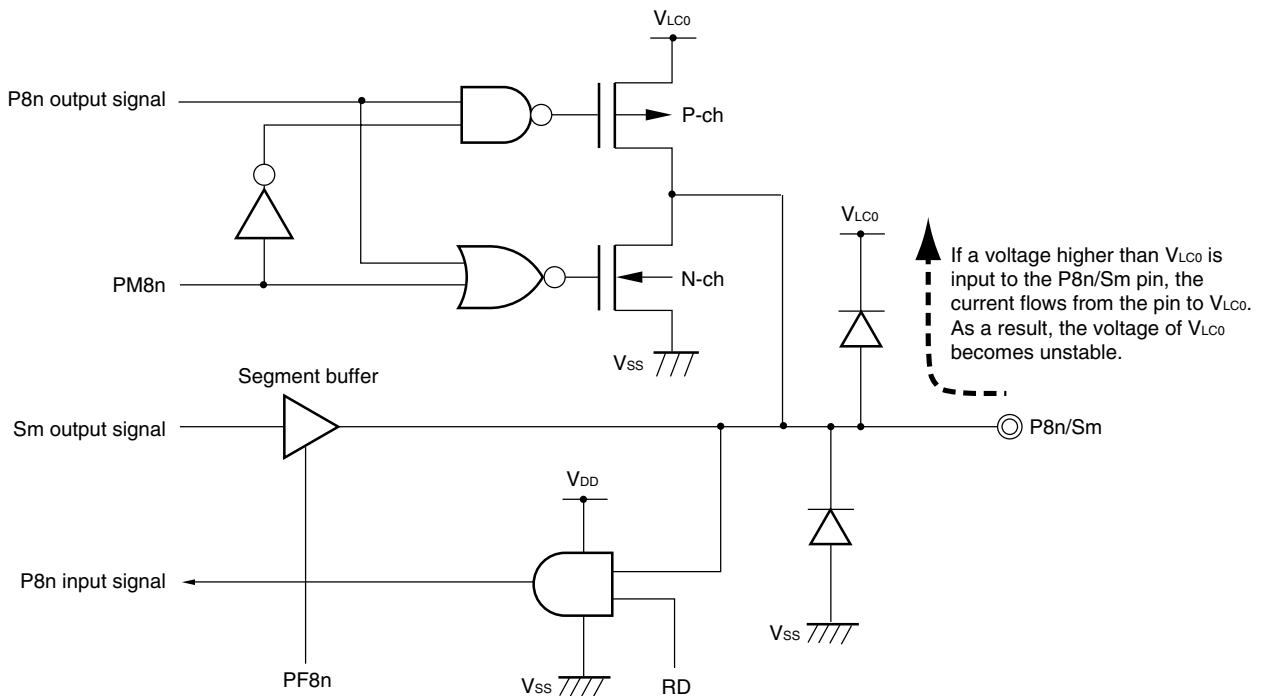 VLC0
P8n output signal
P-ch
VLC0
If a voltage higher than VLC0 is
input to the P8n/Sm pin, the
current flows from the pin to VLC0.
As a result, the voltage of VLC0
becomes unstable.
PM8n
N-ch
VSS
Segment buffer
Sm output signal
P8n/Sm
VDD
P8n input signal
VSS
PF8n
VSS
RD